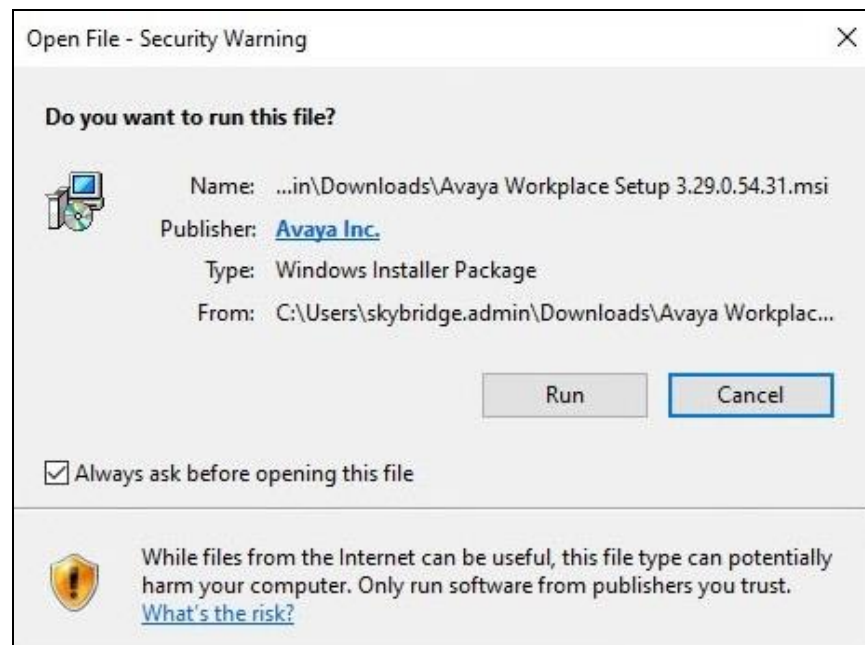 Open File - Security Warning
Do you want to run this file?
Name: ...in\Downloads\Avaya Workplace Setup 3.29.0.54.31.msi
Publisher: Avaya Inc.
Type: Windows Installer Package
From: C:\Users\skybridge.admin\Downloads\Avaya Workplac...
Run Cancel
Always ask before opening this file
While files from the Internet can be useful, this file type can potentially
harm your computer. Only run software from publishers you trust.
What's the risk?